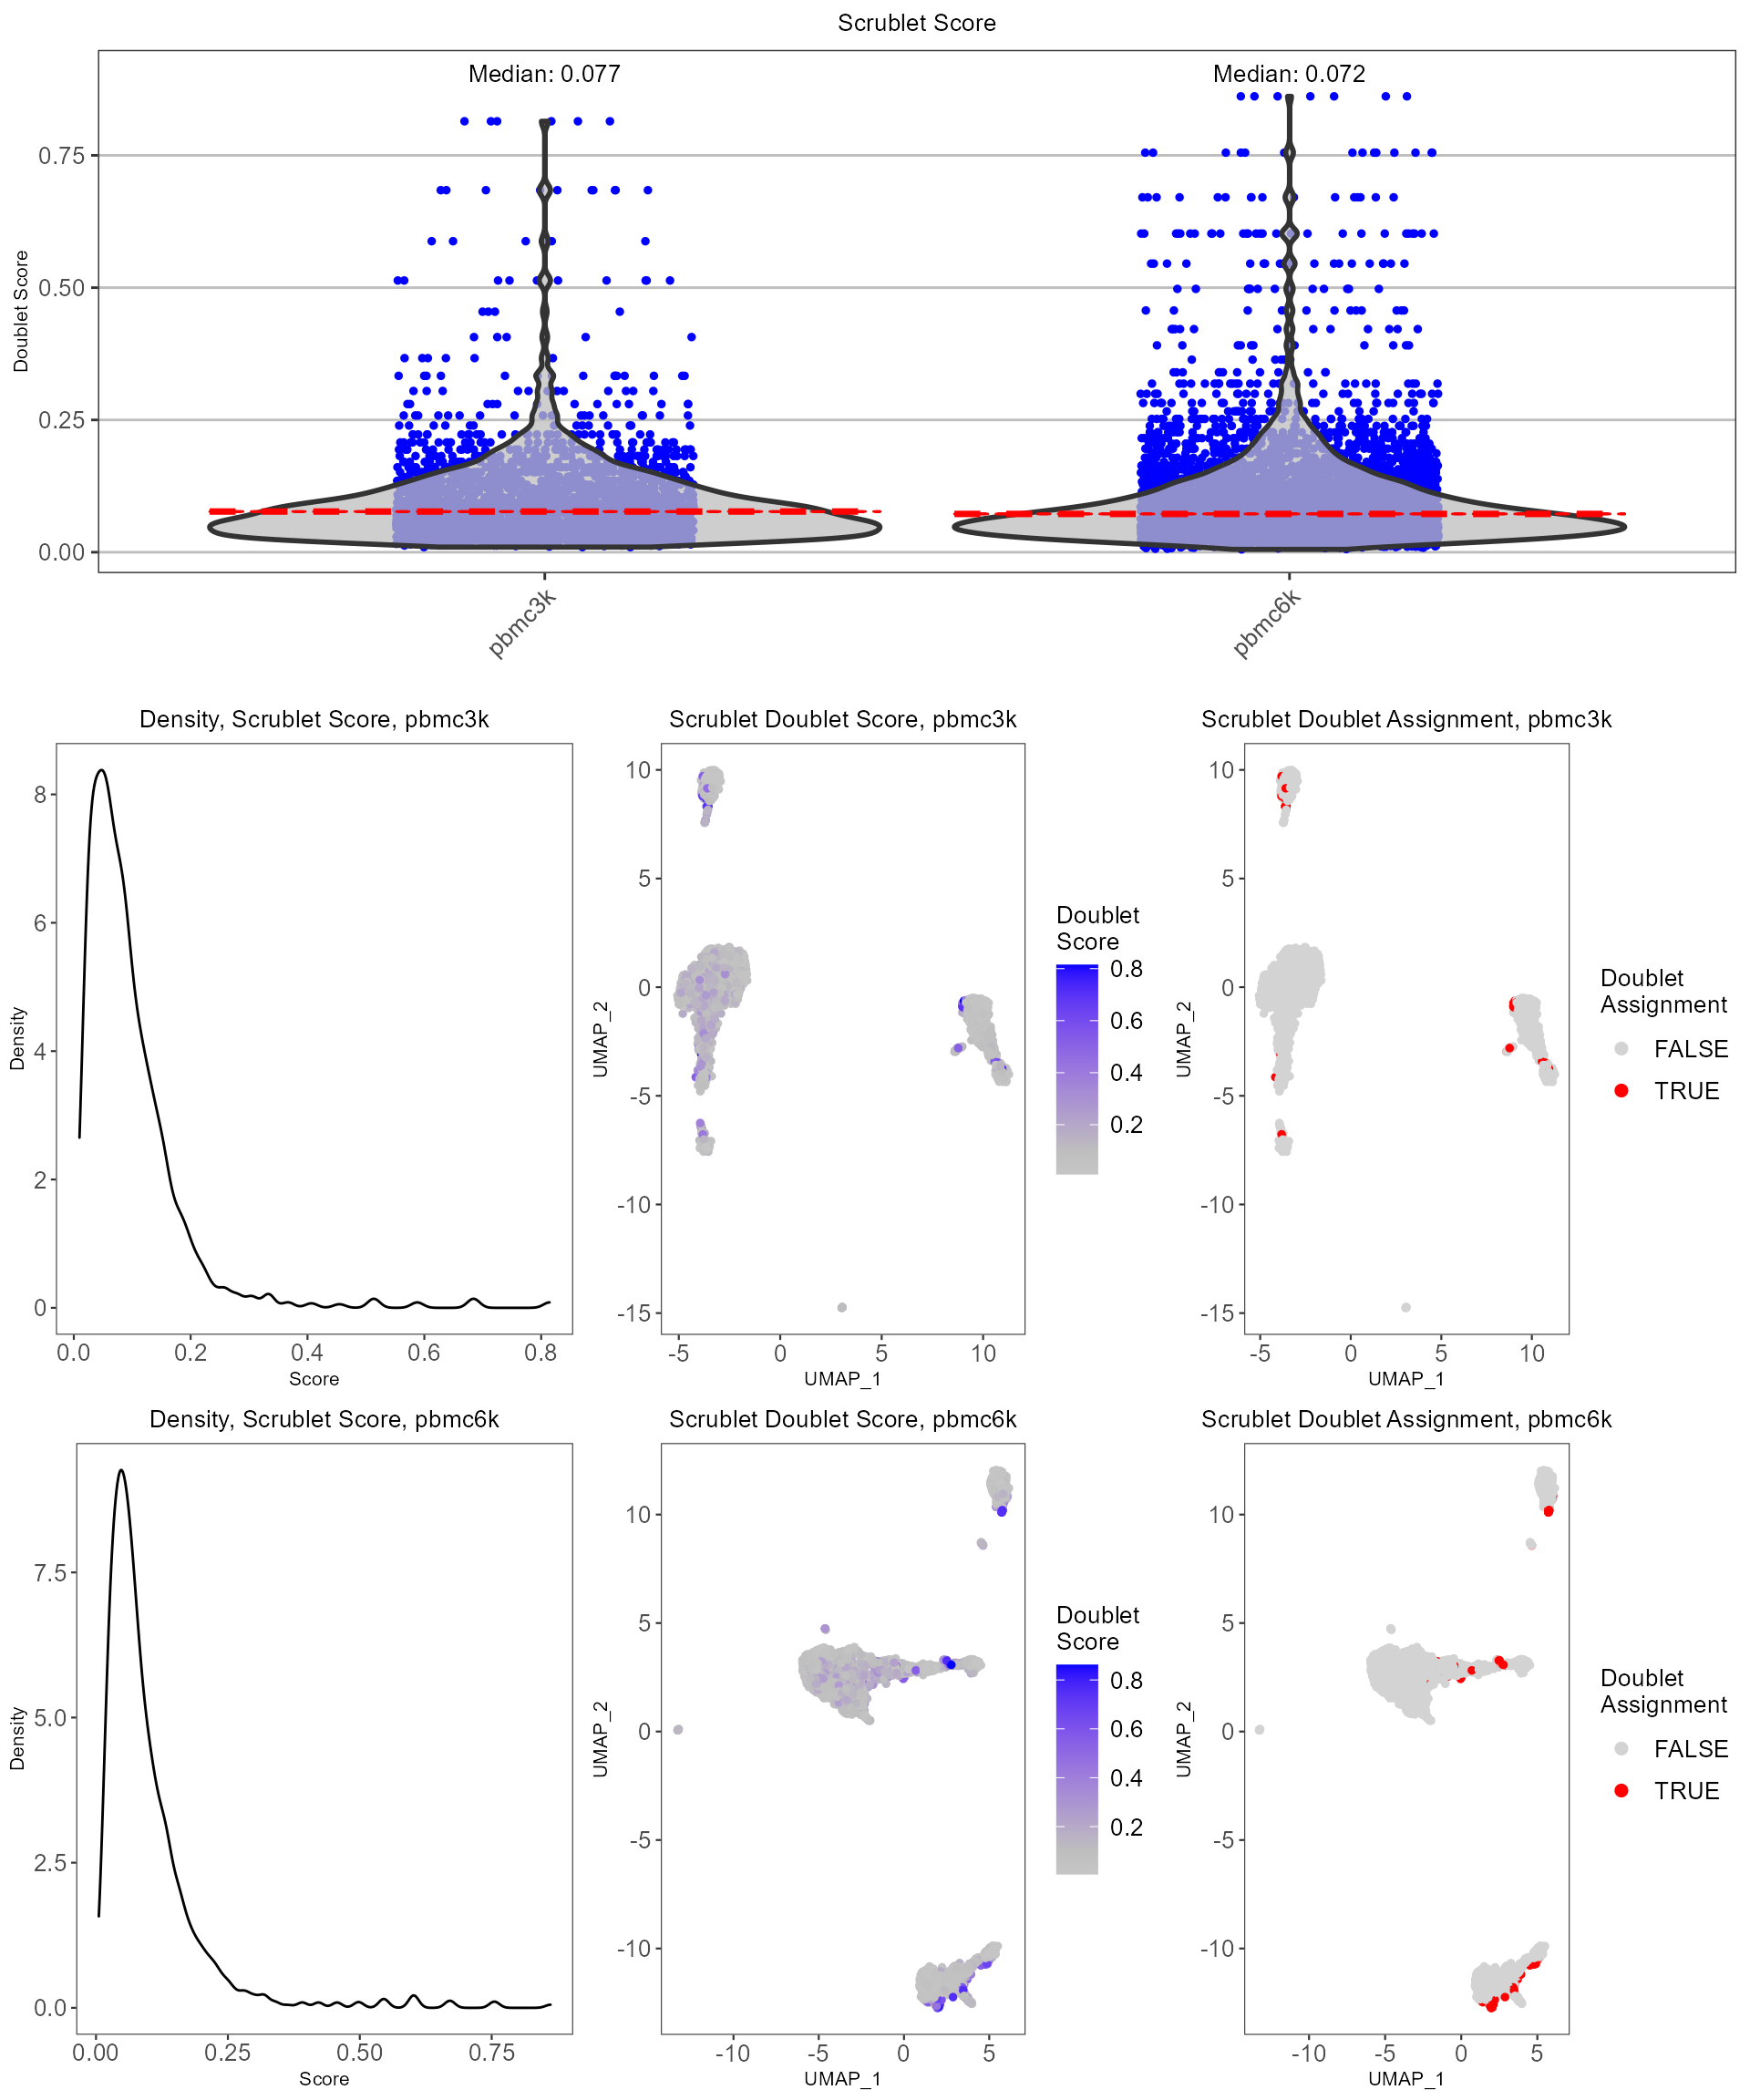 Scrublet Score
Median: 0.077
Median: 0.072
Doublet Score
0.75
0.50
0.25
0.00
pbmc3k
pbmc6k
Density, Scrublet Score, pbmc3k
Density
8
6
4
2
0
0.0 0.2 0.4 0.6 0.8
Score
Scrublet Doublet Score, pbmc3k
UMAP_2
10
5
0
-5
-10
-15
-5 0 5 10
UMAP_1
Doublet
Score
0.8
0.6
0.4
0.2
Scrublet Doublet Assignment, pbmc3k
UMAP_2
10
5
0
-5
-10
-15
-5 0 5 10
UMAP_1
Doublet
Assignment
FALSE
TRUE
Density, Scrublet Score, pbmc6k
Density
7.5
5.0
2.5
0.0
0.00 0.25 0.50 0.75
Score
Scrublet Doublet Score, pbmc6k
UMAP_2
10
5
0
-5
-10
-10 -5 0 5
UMAP_1
Doublet
Score
0.8
0.6
0.4
0.2
Scrublet Doublet Assignment, pbmc6k
UMAP_2
10
5
0
-5
-10
-10 -5 0 5
UMAP_1
Doublet
Assignment
FALSE
TRUE